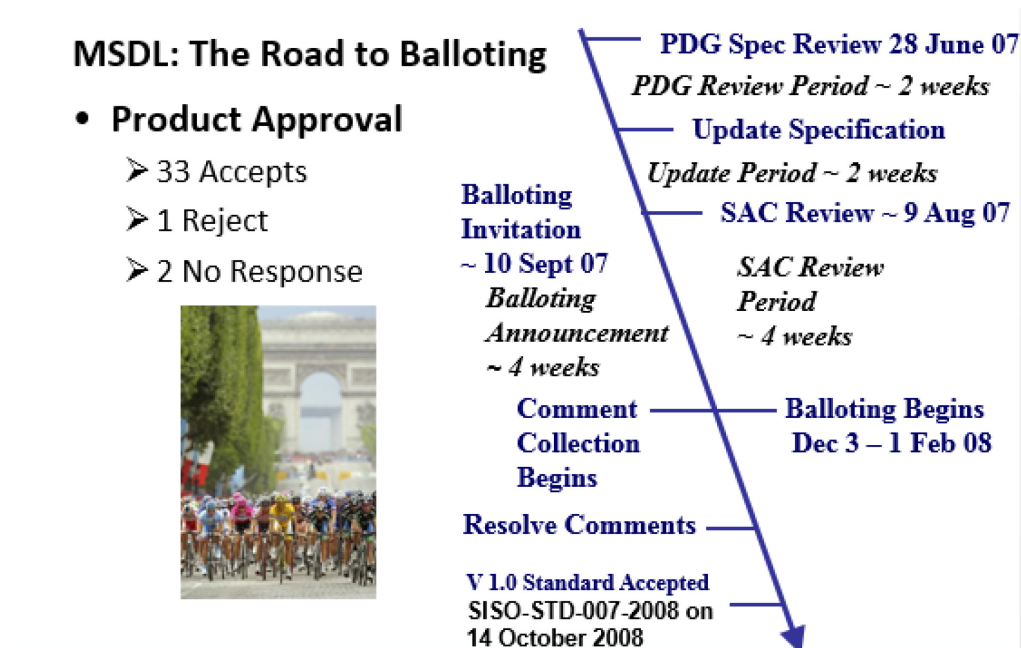 MSDL: The Road to Balloting
• Product Approval
➢ 33 Accepts
➢ 1 Reject
➢ 2 No Response
PDG Spec Review 28 June 07
PDG Review Period ~ 2 weeks
Update Specification
Update Period ~ 2 weeks
SAC Review ~ 9 Aug 07
SAC Review
Period
~ 4 weeks
Balloting
Invitation
~ 10 Sept 07
Balloting
Announcement
~ 4 weeks
Comment
Collection
Begins
Balloting Begins
Dec 3 – 1 Feb 08
Resolve Comments
V 1.0 Standard Accepted
SISO-STD-007-2008 on
14 October 2008